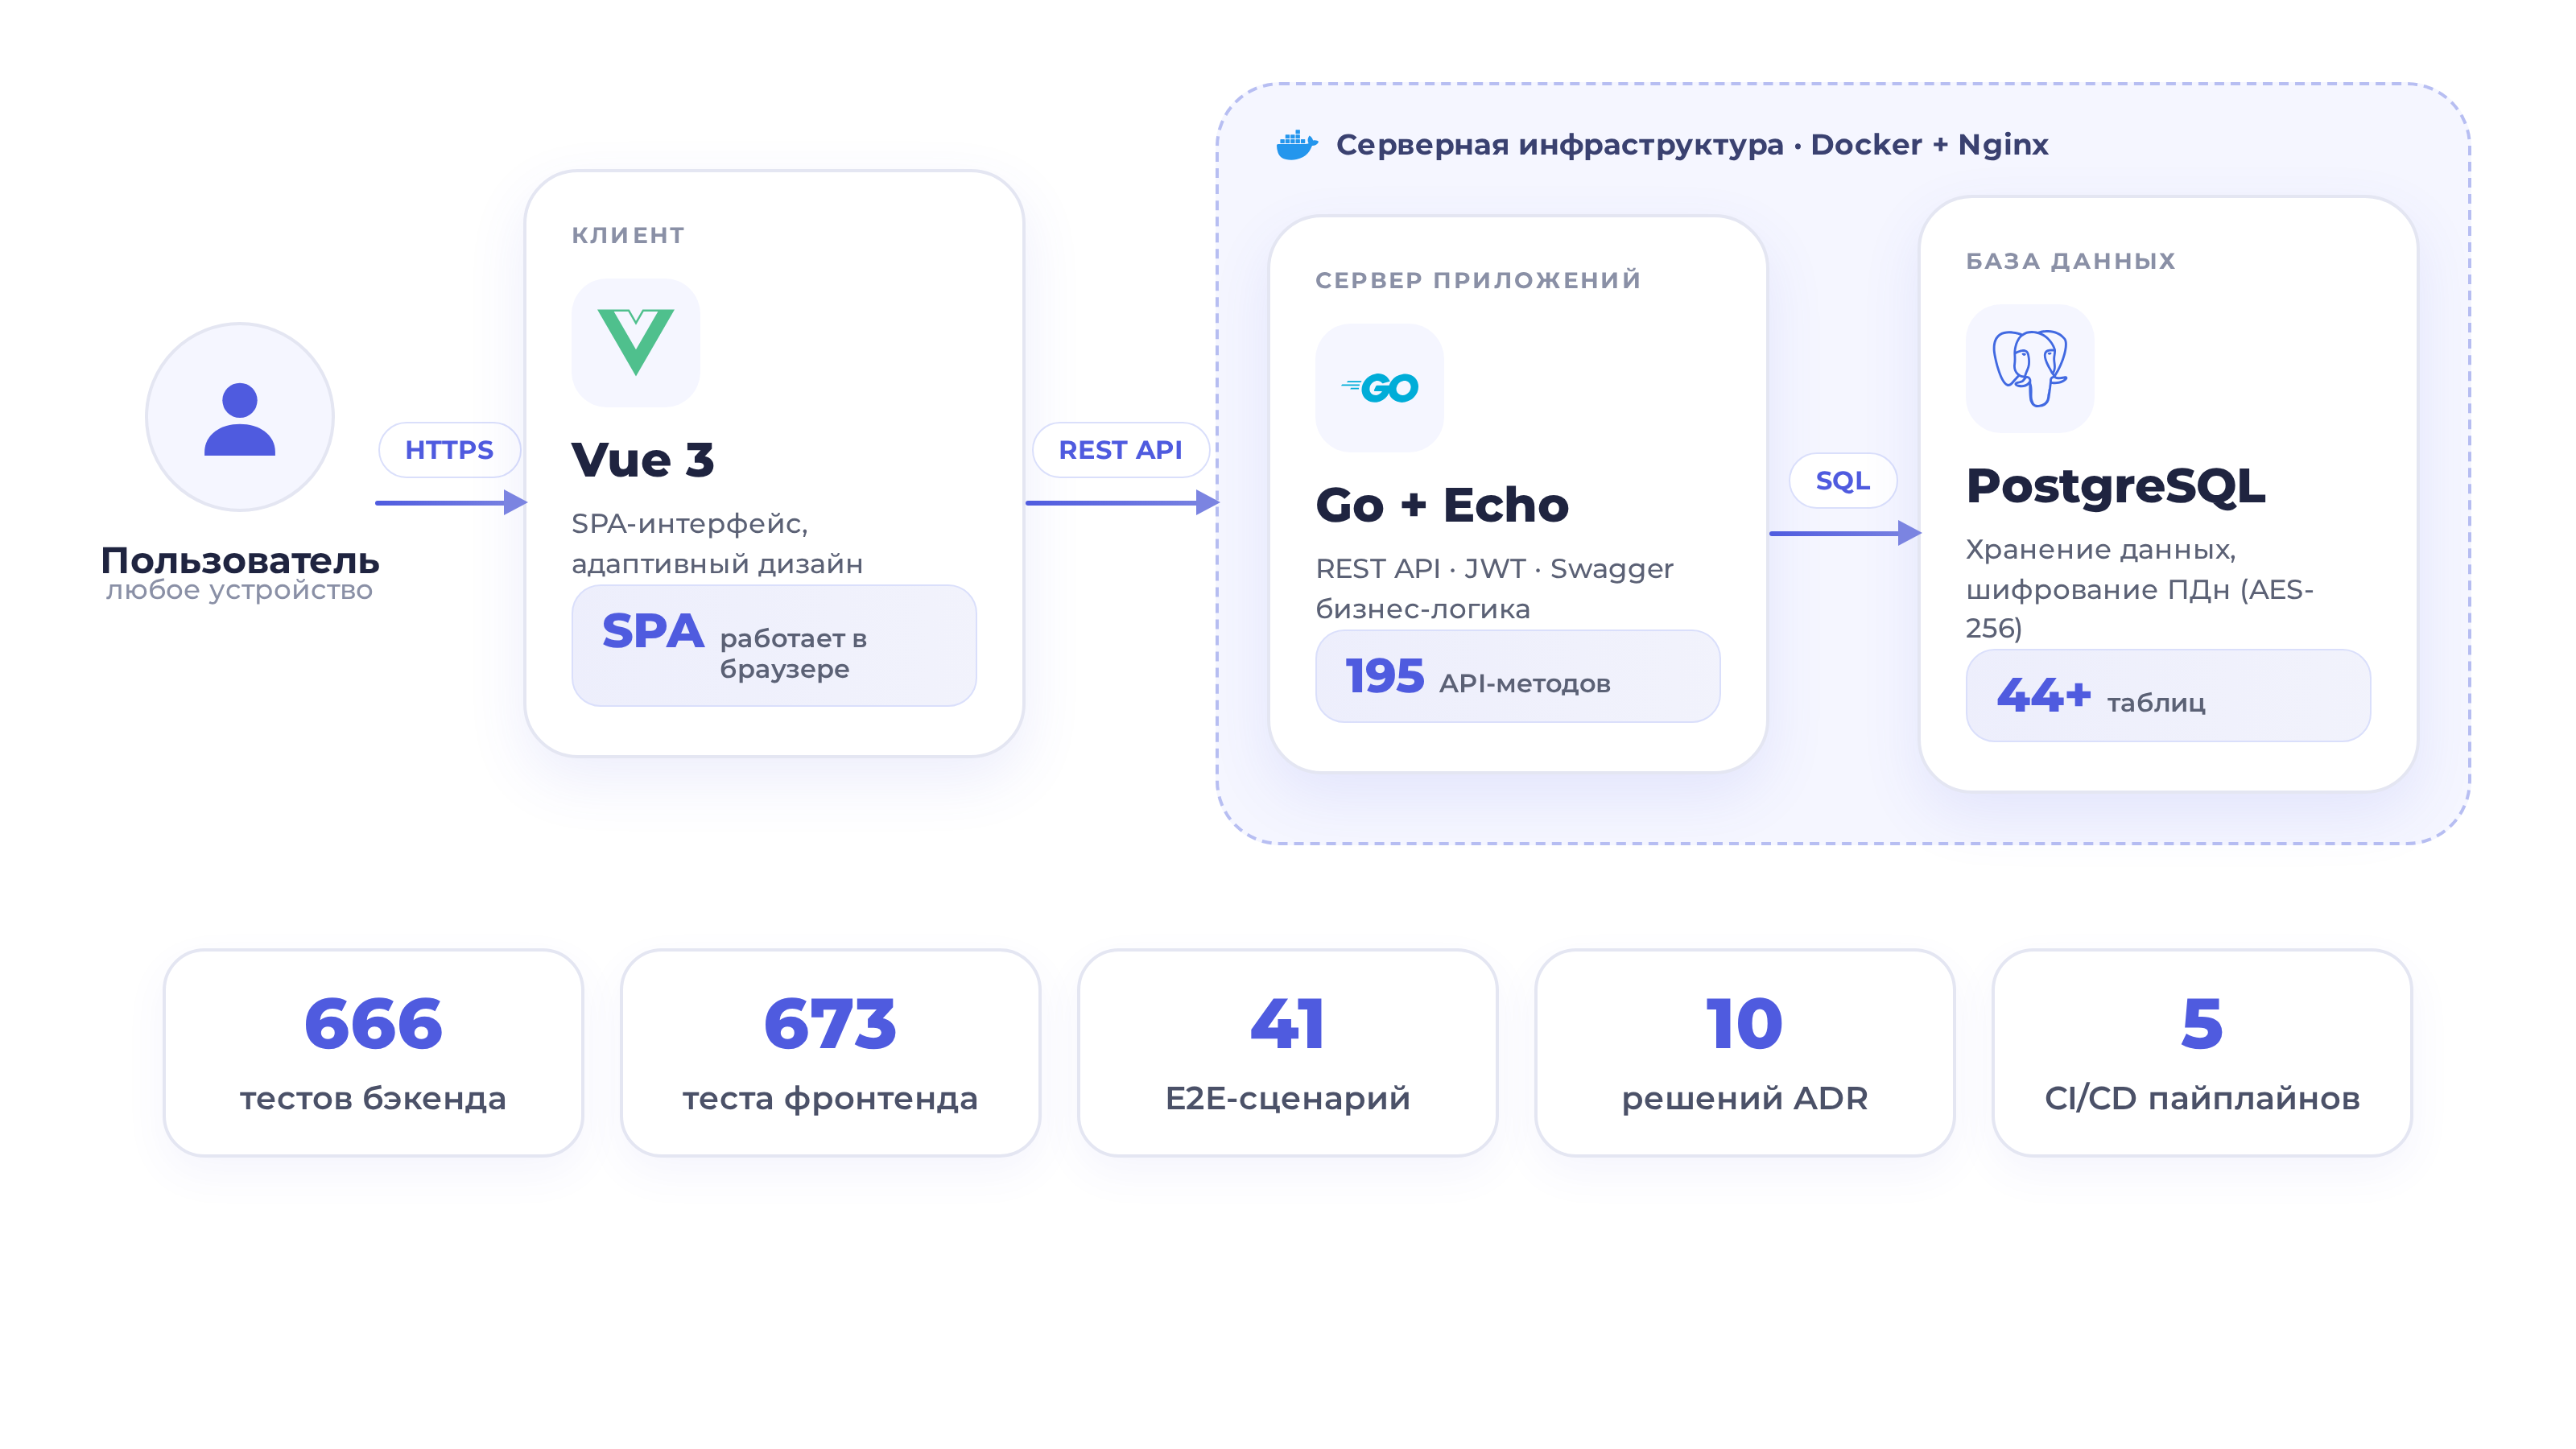 Серверная инфраструктура · Docker + Nginx
Пользователь
любое устройство
HTTPS
КЛИЕНТ
Vue 3
SPA-интерфейс,
адаптивный дизайн
SPA работает в
браузере
REST API
СЕРВЕР ПРИЛОЖЕНИЙ
GO
Go + Echo
REST API · JWT · Swagger
бизнес-логика
195 API-методов
SQL
БАЗА ДАННЫХ
PostgreSQL
Хранение данных,
шифрование ПДн (AES-
256)
44+ таблиц
666
тестов бэкенда
673
теста фронтенда
41
E2E-сценарий
10
решений ADR
5
CI/CD пайплайнов